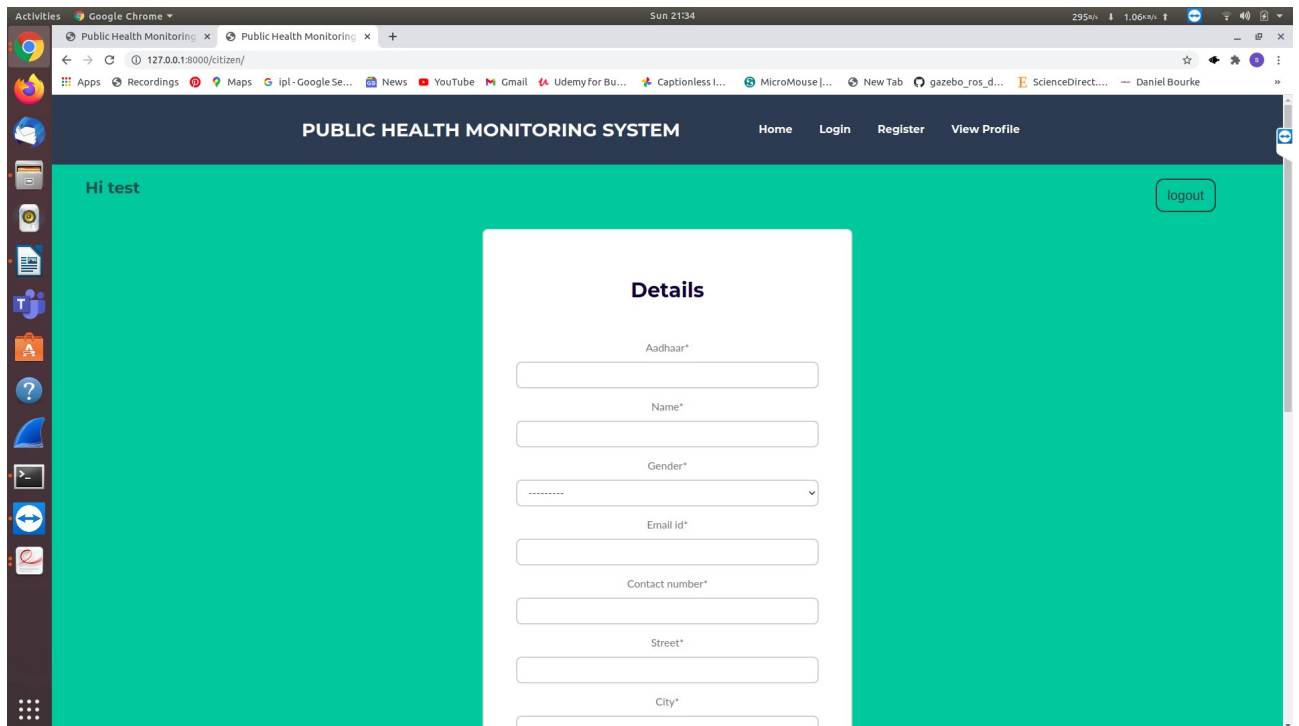 Activities Google Chrome Sun 21:34 295B/s 1.06KB/s
Public Health Monitoring Public Health Monitoring
127.0.0.1:8000/citizen/ S
Apps Recordings Maps ipl - Google Se... News YouTube Gmail Udemy for Bu... Captionless I... MicroMouse |... New Tab gazebo_ros_d... ScienceDirect.... Daniel Bourke »
PUBLIC HEALTH MONITORING SYSTEM Home Login Register View Profile
Hi test logout
Details
Aadhaar*
Name*
Gender*
---------
Email id*
Contact number*
Street*
City*